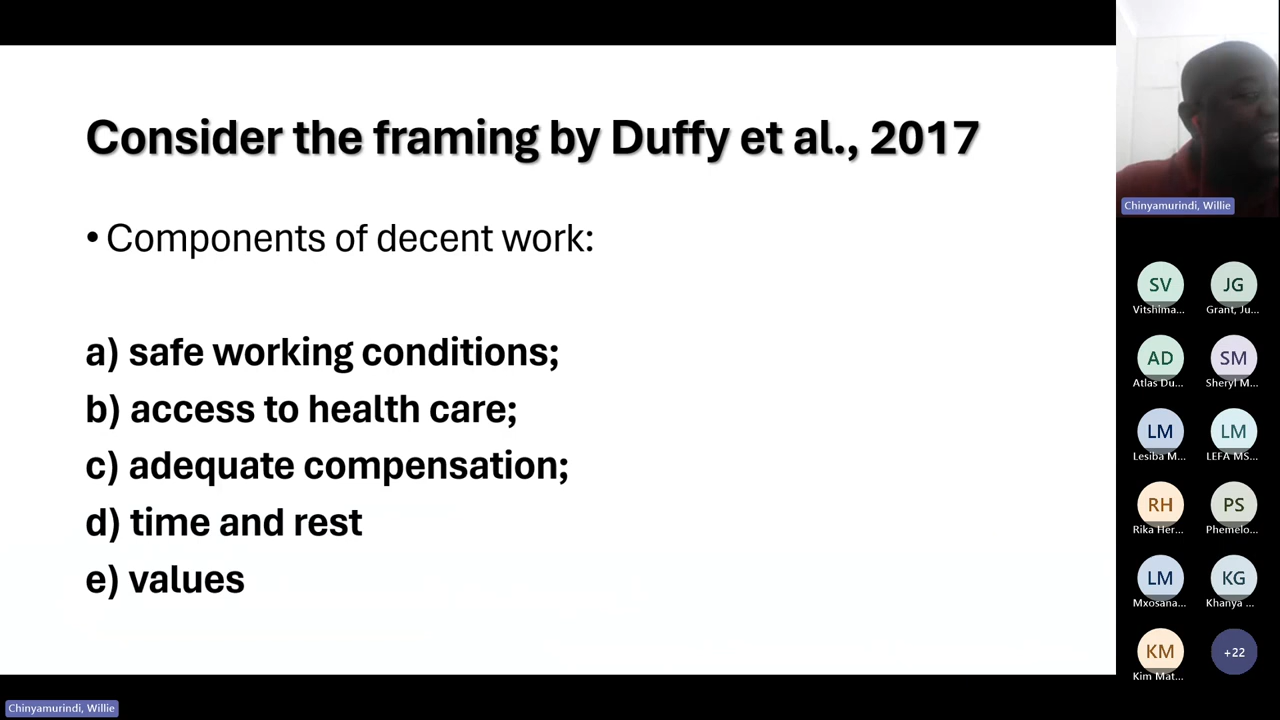 Consider the framing by Duffy et al., 2017
• Components of decent work:
a) safe working conditions;
b) access to health care;
c) adequate compensation;
d) time and rest
e) values
Chinyamurindi, Willie
SV JG
Vitshima... Grant, Ju...
AD SM
Atlas Du... Sheryl M...
LM LM
Lesiba M... LEFA MS...
RH PS
Rika Her... Phemelo...
LM KG
Mxosana... Khanya ...
KM +22
Kim Mat...
Chinyamurindi, Willie